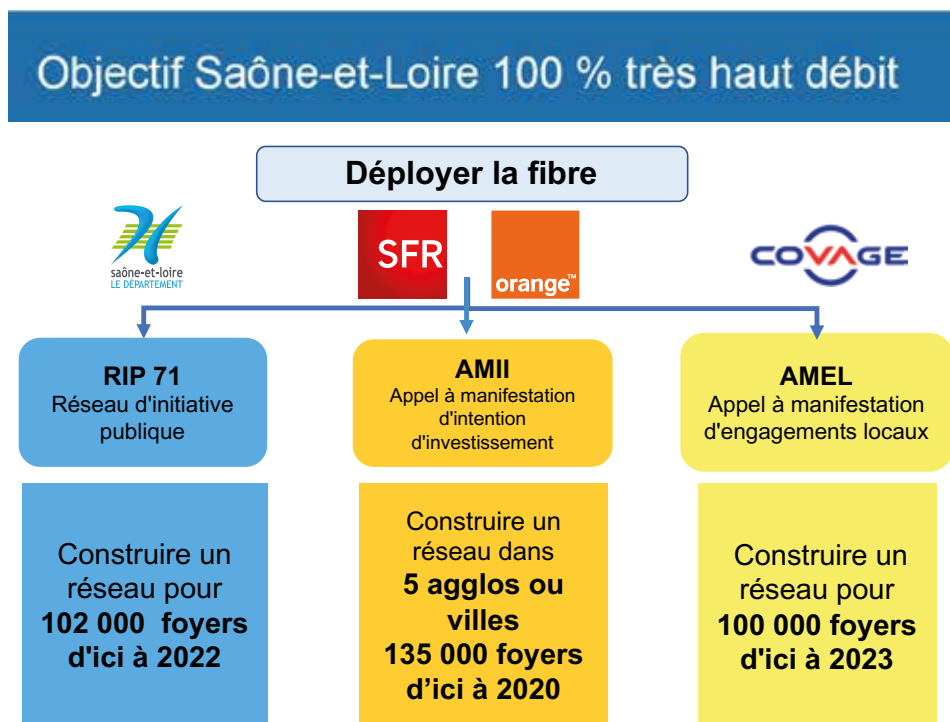 Objectif Saône-et-Loire 100 % très haut débit
Déployer la fibre
saône-et-loire
LE DÉPARTEMENT
SFR
orange™
COVAGE
RIP 71
Réseau d'initiative
publique
AMII
Appel à manifestation
d'intention
d'investissement
AMEL
Appel à manifestation
d'engagements locaux
Construire un
réseau pour
102 000 foyers
d'ici à 2022
Construire un
réseau dans
5 agglos ou
villes
135 000 foyers
d’ici à 2020
Construire un
réseau pour
100 000 foyers
d'ici à 2023